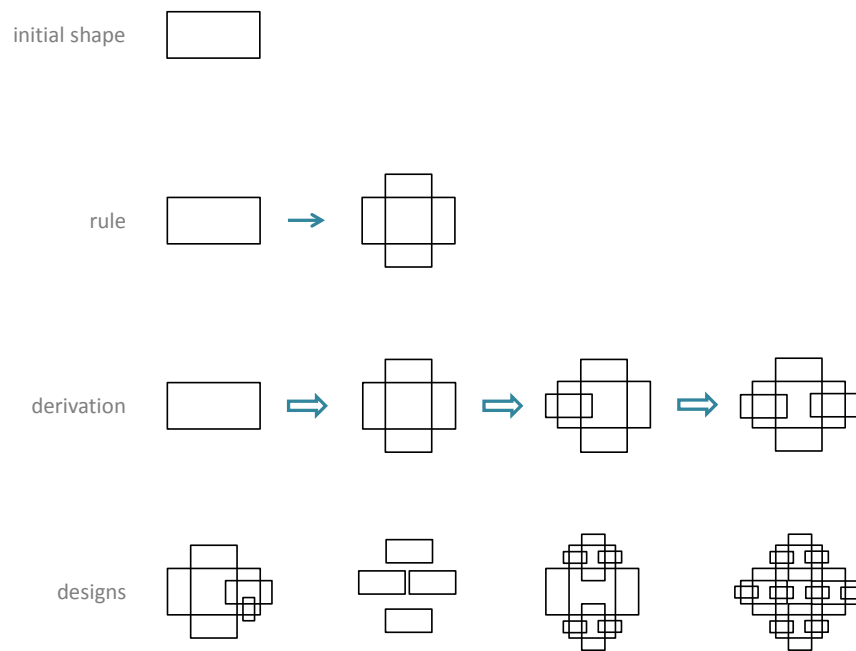 initial shape
rule
derivation
designs